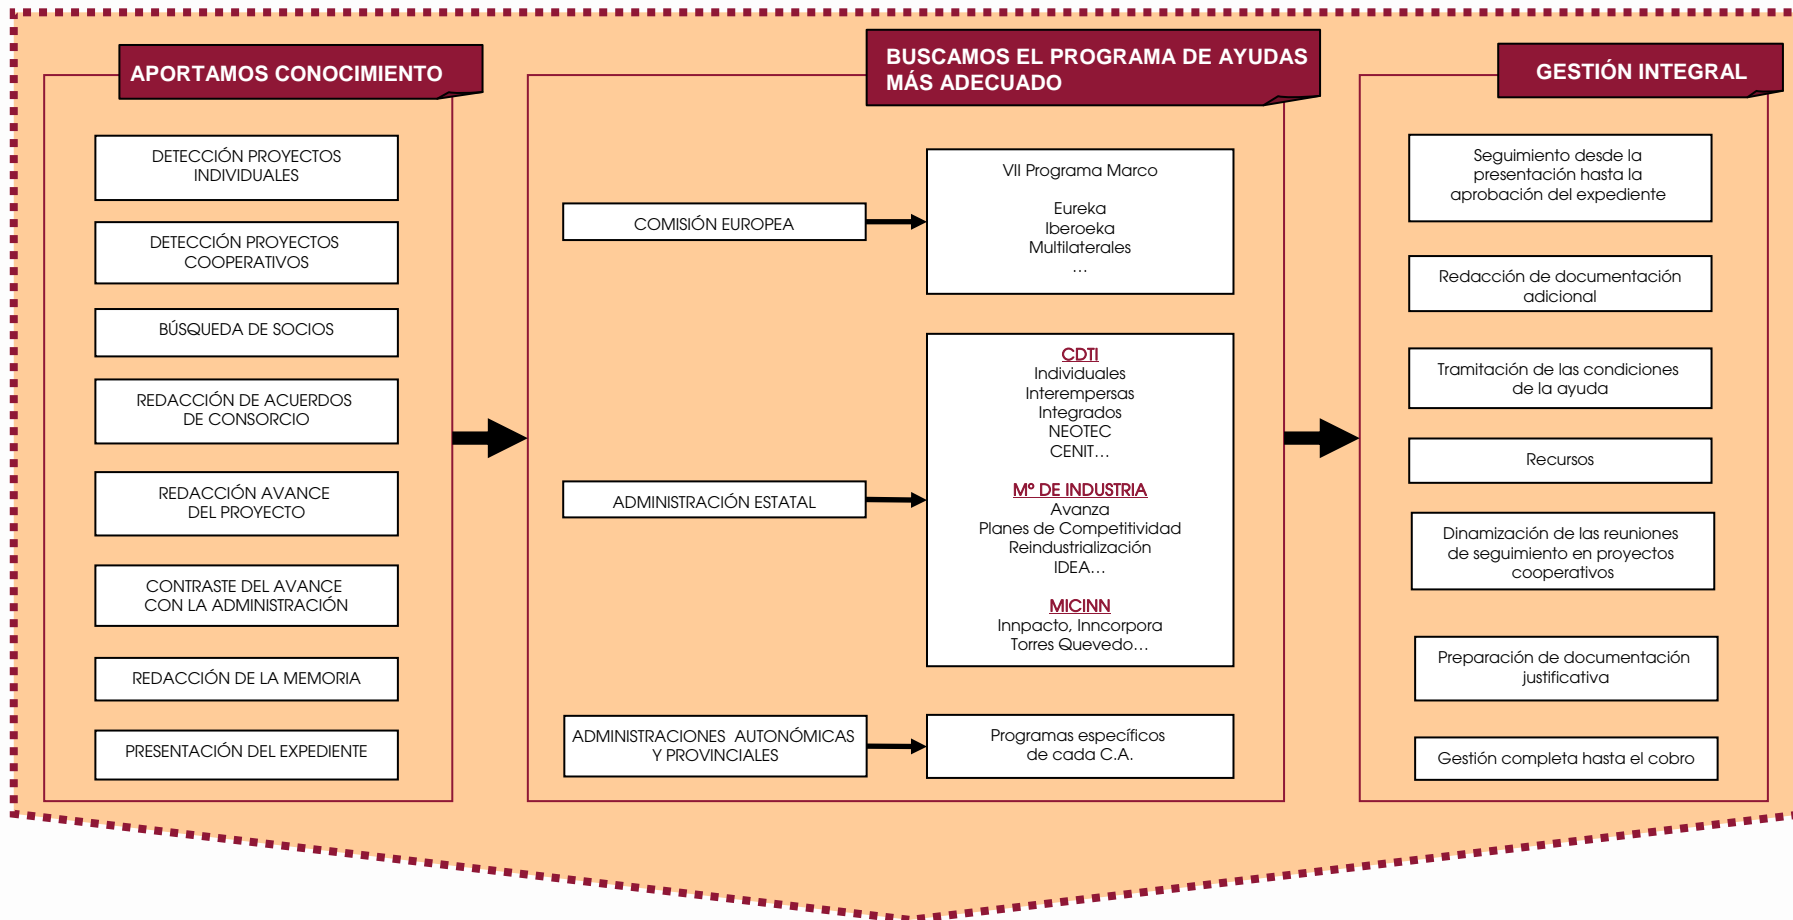 APORTAMOS CONOCIMIENTO
DETECCIÓN PROYECTOS
INDIVIDUALES
DETECCIÓN PROYECTOS
COOPERATIVOS
BÚSQUEDA DE SOCIOS
REDACCIÓN DE ACUERDOS
DE CONSORCIO
REDACCIÓN AVANCE
DEL PROYECTO
CONTRASTE DEL AVANCE
CON LA ADMINISTRACIÓN
REDACCIÓN DE LA MEMORIA
PRESENTACIÓN DEL EXPEDIENTE
BUSCAMOS EL PROGRAMA DE AYUDAS
MÁS ADECUADO
COMISIÓN EUROPEA
VII Programa Marco
Eureka
Iberoeka
Multilaterales
…
ADMINISTRACIÓN ESTATAL
CDTI
Individuales
Interempersas
Integrados
NEOTEC
CENIT…
Mº DE INDUSTRIA
Avanza
Planes de Competitividad
Reindustrialización
IDEA…
MICINN
Innpacto, Inncorpora
Torres Quevedo…
ADMINISTRACIONES AUTONÓMICAS
Y PROVINCIALES
Programas específicos
de cada C.A.
GESTIÓN INTEGRAL
Seguimiento desde la
presentación hasta la
aprobación del expediente
Redacción de documentación
adicional
Tramitación de las condiciones
de la ayuda
Recursos
Dinamización de las reuniones
de seguimiento en proyectos
cooperativos
Preparación de documentación
justificativa
Gestión completa hasta el cobro